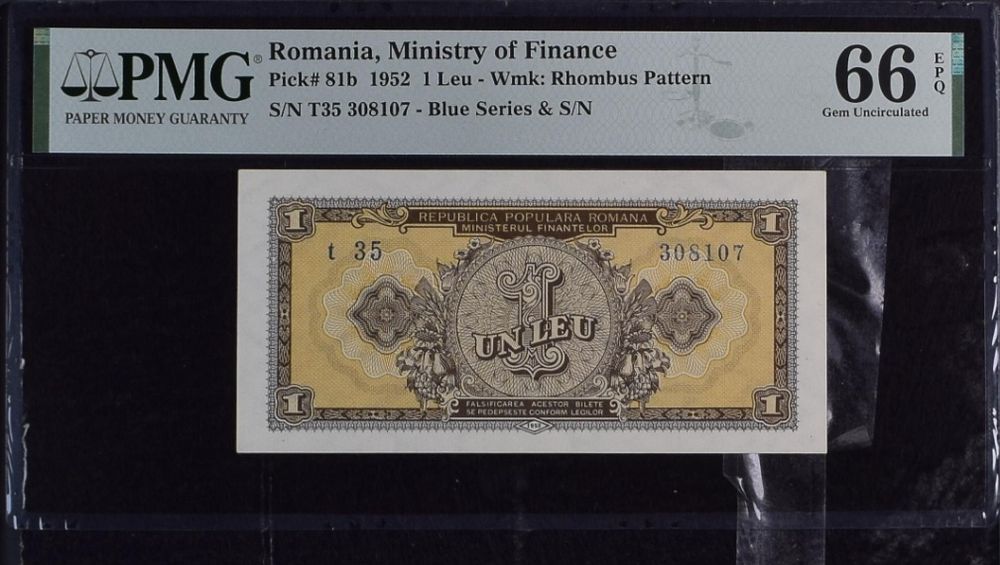 PMG®
PAPER MONEY GUARANTY
Romania, Ministry of Finance
Pick# 81b 1952 1 Leu - Wmk: Rhombus Pattern
S/N T35 308107 - Blue Series & S/N
66 EPQ
Gem Uncirculated
1 REPUBLICA POPULARA ROMANA 1
MINISTERUL FINANTELOR
t 35 308107
1
UN LEU
1 FALSIFICAREA ACESTOR BILETE 1
SE PEDEPSESTE CONFORM LEGILOR
1952